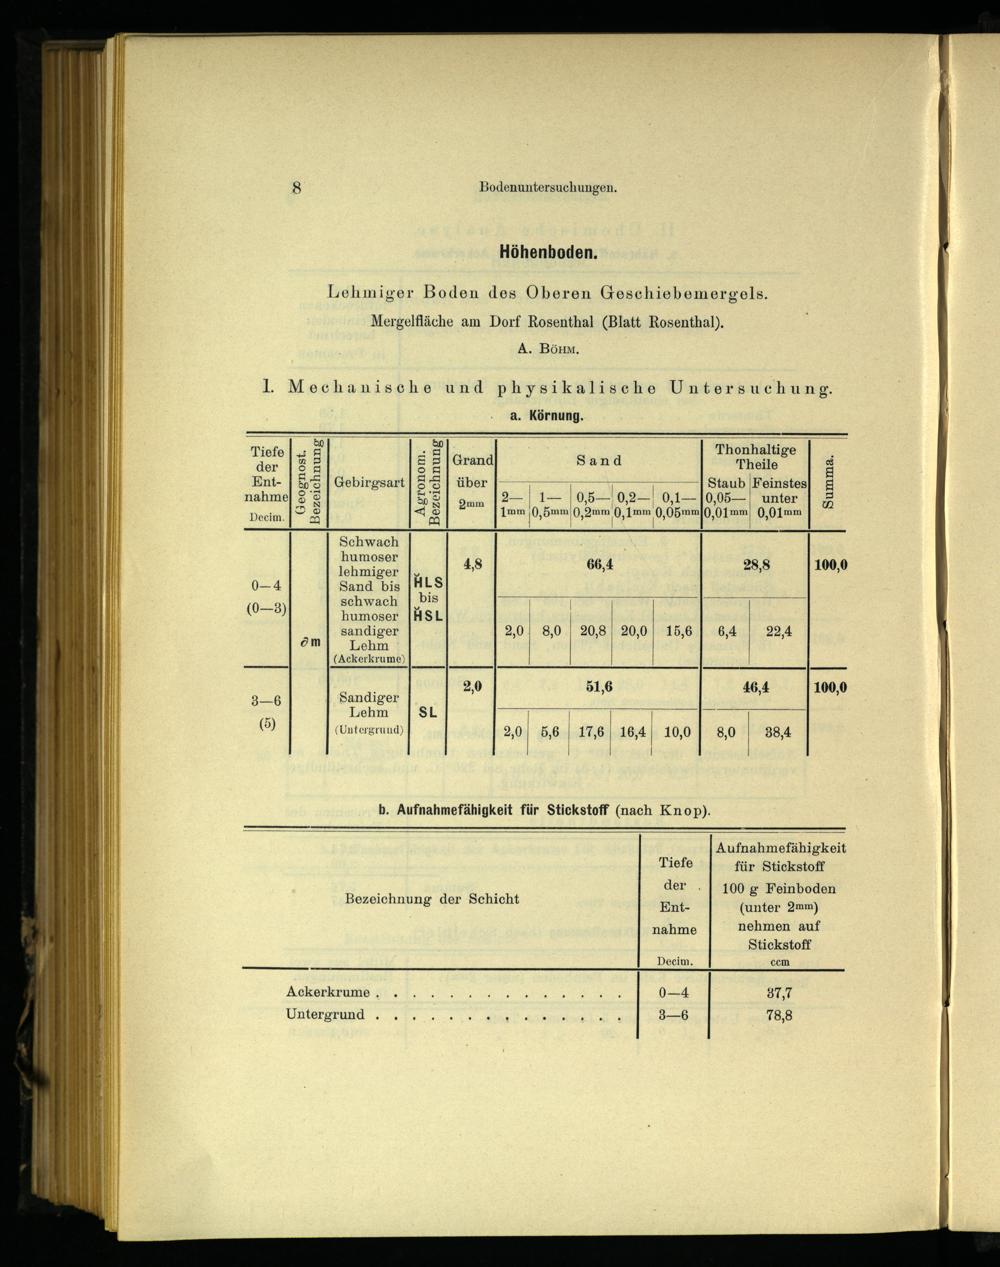 8 Bodenuntersuchungen.
Höhenboden.
Lehmiger Boden des Oberen Geschiebemergels.
Mergelfläche am Dorf Rosenthal (Blatt Rosenthal).
A. BÖHM.
I. Mechanische und physikalische Untersuchung.
a. Körnung.
Tiefe
der
Ent-
nahme
Decim.
Geognost.
Bezeichnung
Gebirgsart
Agronom.
Bezeichnung
Grand
über
2mm
Sand
2— 1— 0,5— 0,2— 0,1—
1mm 0,5mm 0,2mm 0,1mm 0,05mm
Thonhaltige
Theile
Staub Feinstes
0,05— unter
0,01mm 0,01mm
Summa.
0—4
(0—3)
∂m
Schwach
humoser
lehmiger
Sand bis
schwach
humoser
sandiger
Lehm
(Ackerkrume)
H̆LS
bis
H̆SL
4,8 66,4 28,8 100,0
2,0 8,0 20,8 20,0 15,6 6,4 22,4
3—6
(5)
Sandiger
Lehm
(Untergrund)
SL
2,0 51,6 46,4 100,0
2,0 5,6 17,6 16,4 10,0 8,0 38,4
b. Aufnahmefähigkeit für Stickstoff (nach Knop).
Bezeichnung der Schicht
Tiefe
der
Ent-
nahme
Decim.
Aufnahmefähigkeit
für Stickstoff
100 g Feinboden
(unter 2mm)
nehmen auf
Stickstoff
ccm
Ackerkrume . . . . . . . . . . . . . . 0—4 37,7
Untergrund . . . . . . . . . . . . . . 3—6 78,8